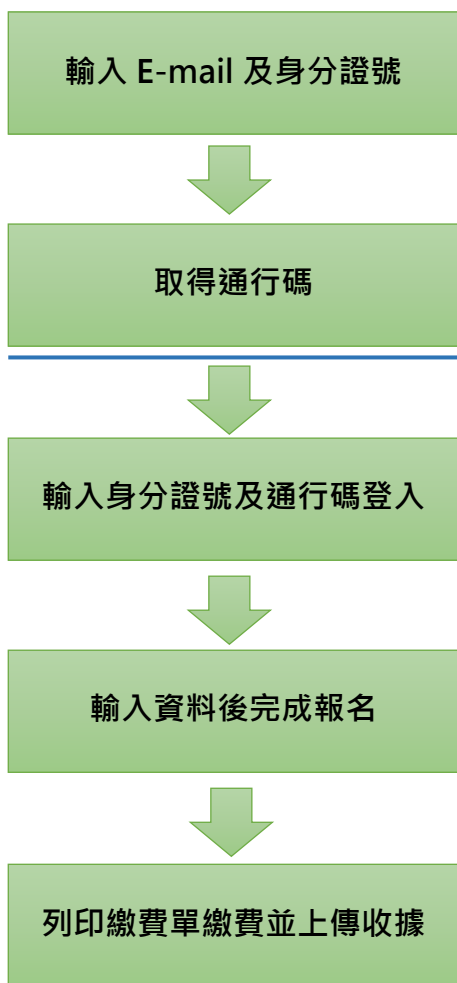 輸入 E-mail 及身分證號
取得通行碼
輸入身分證號及通行碼登入
輸入資料後完成報名
列印繳費單繳費並上傳收據